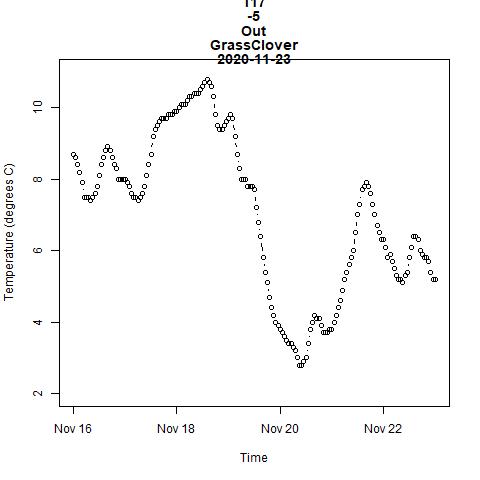 117
-5
Out
GrassClover
2020-11-23
Temperature (degrees C)
10
8
6
4
2
Nov 16
Nov 18
Nov 20
Nov 22
Time